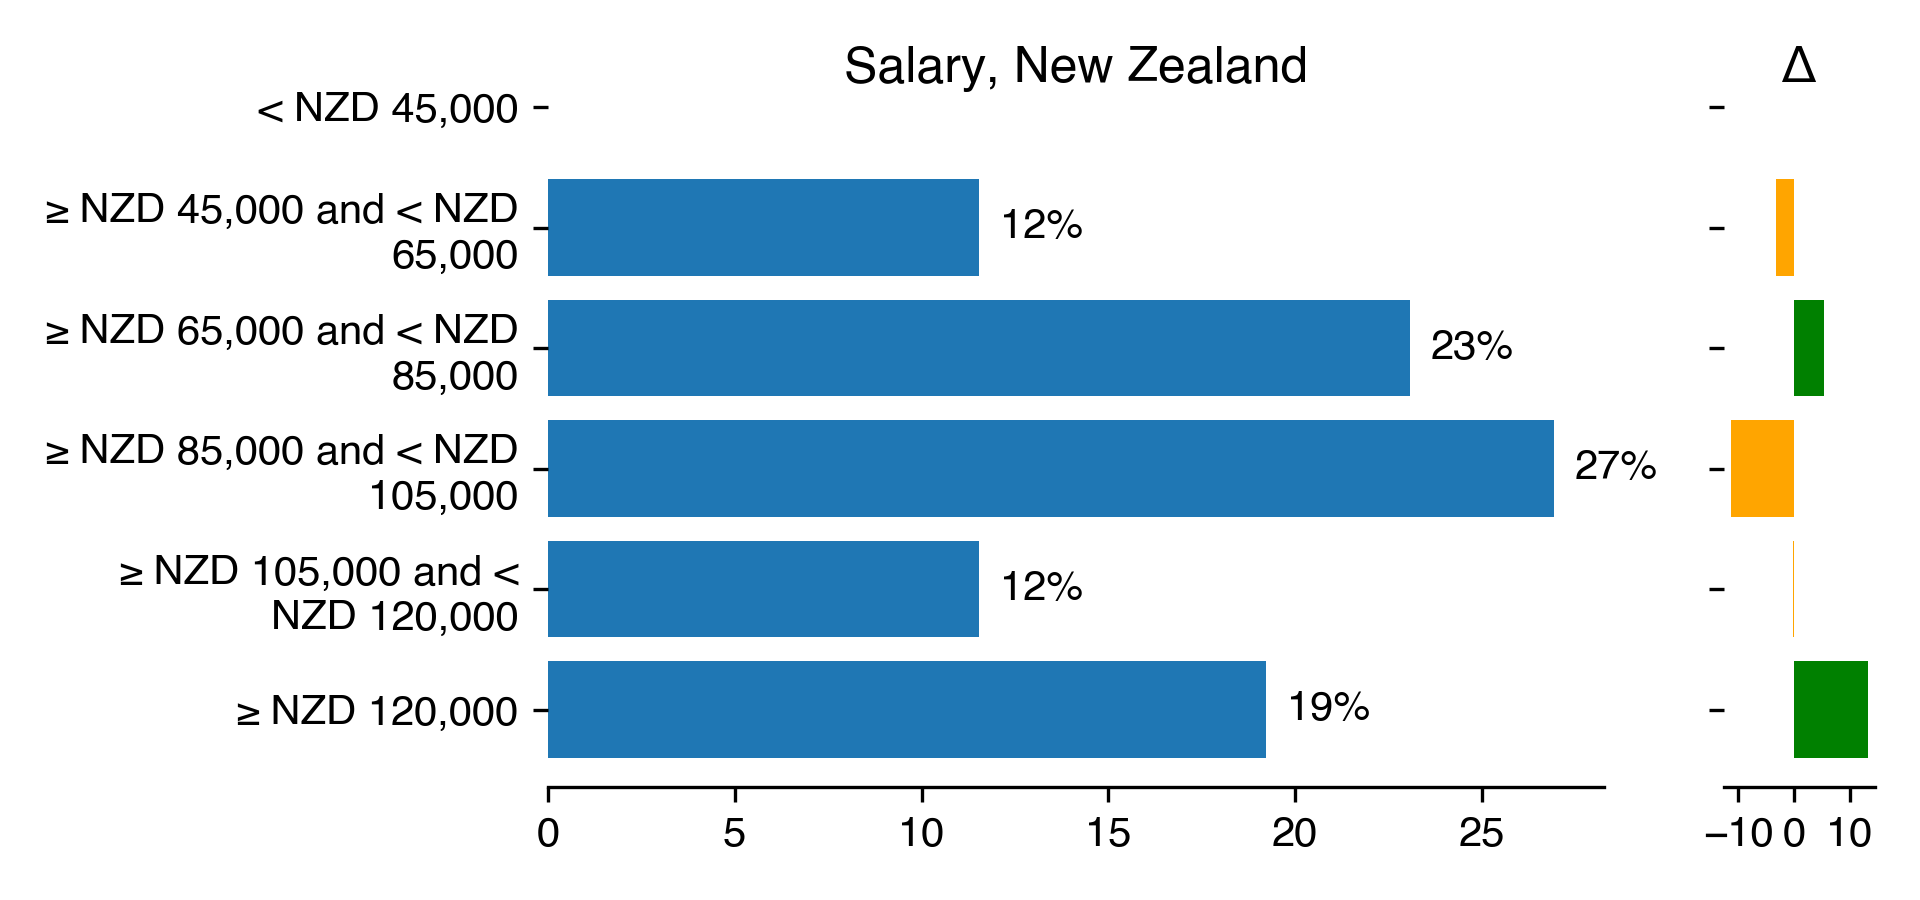 Salary, New Zealand
Δ
< NZD 45,000
≥ NZD 45,000 and < NZD
65,000
12%
≥ NZD 65,000 and < NZD
85,000
23%
≥ NZD 85,000 and < NZD
105,000
27%
≥ NZD 105,000 and <
NZD 120,000
12%
≥ NZD 120,000
19%
0 5 10 15 20 25
−10 0 10